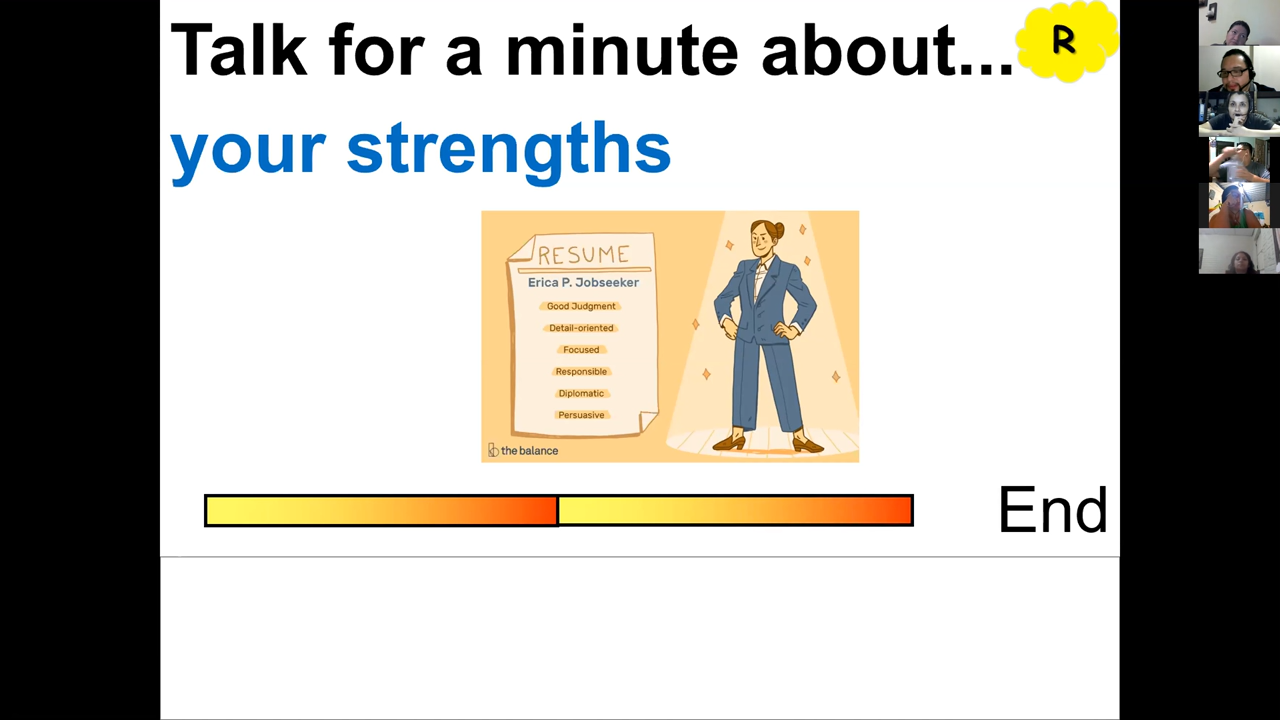 Talk for a minute about...
R
your strengths
RESUME
Erica P. Jobseeker
Good Judgment
Detail-oriented
Focused
Responsible
Diplomatic
Persuasive
the balance
End